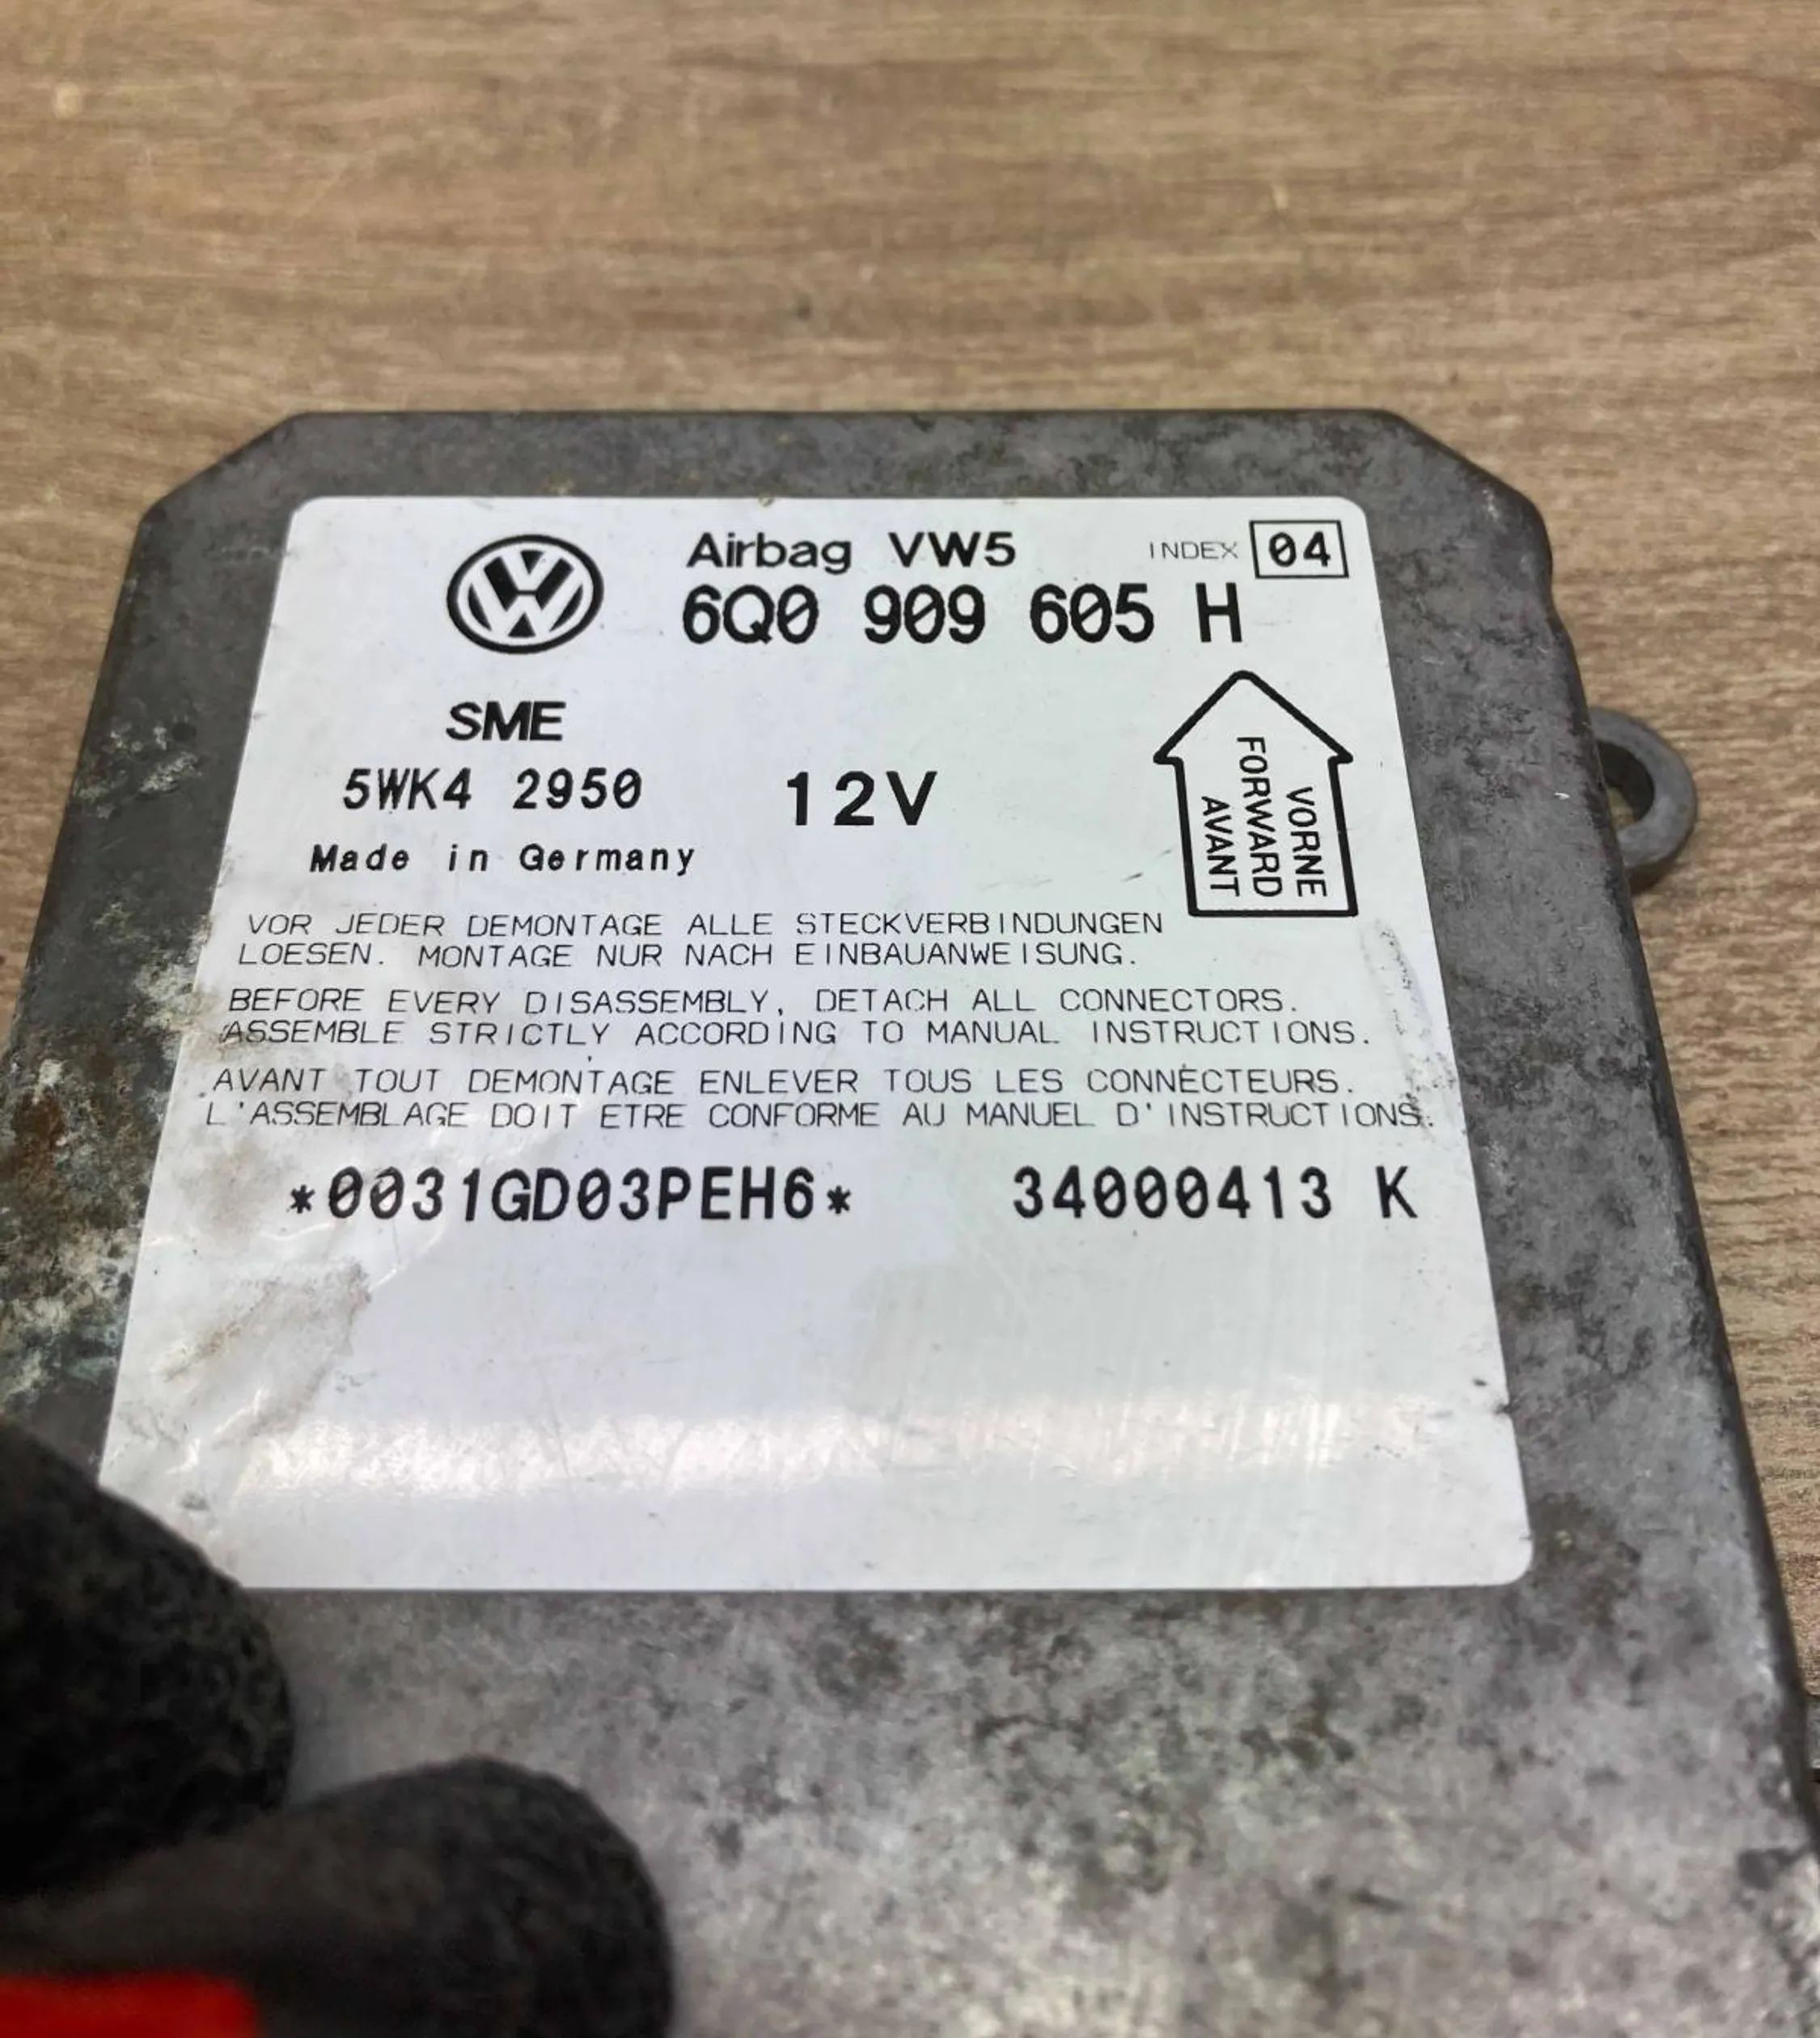 Airbag VW5 INDEX 04
6Q0 909 605 H
SME
5WK4 2950 12V
Made in Germany
VORNE
FORWARD
AVANT
VOR JEDER DEMONTAGE ALLE STECKVERBINDUNGEN
LOESEN. MONTAGE NUR NACH EINBAUANWEISUNG.
BEFORE EVERY DISASSEMBLY, DETACH ALL CONNECTORS.
ASSEMBLE STRICTLY ACCORDING TO MANUAL INSTRUCTIONS.
AVANT TOUT DEMONTAGE ENLEVER TOUS LES CONNECTEURS.
L'ASSEMBLAGE DOIT ETRE CONFORME AU MANUEL D'INSTRUCTIONS.
*0031GD03PEH6* 34000413 K